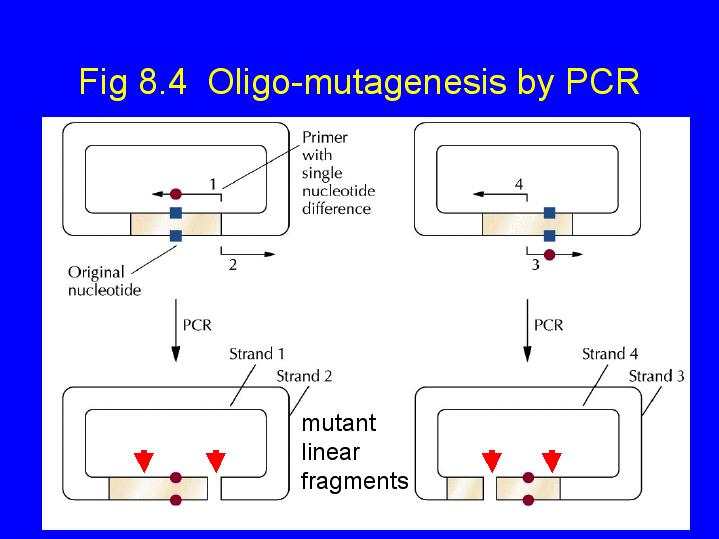 Fig 8.4 Oligo-mutagenesis by PCR
Primer
with
single
nucleotide
difference
1
2
Original
nucleotide
4
3
PCR
PCR
Strand 1
Strand 2
Strand 4
Strand 3
mutant
linear
fragments